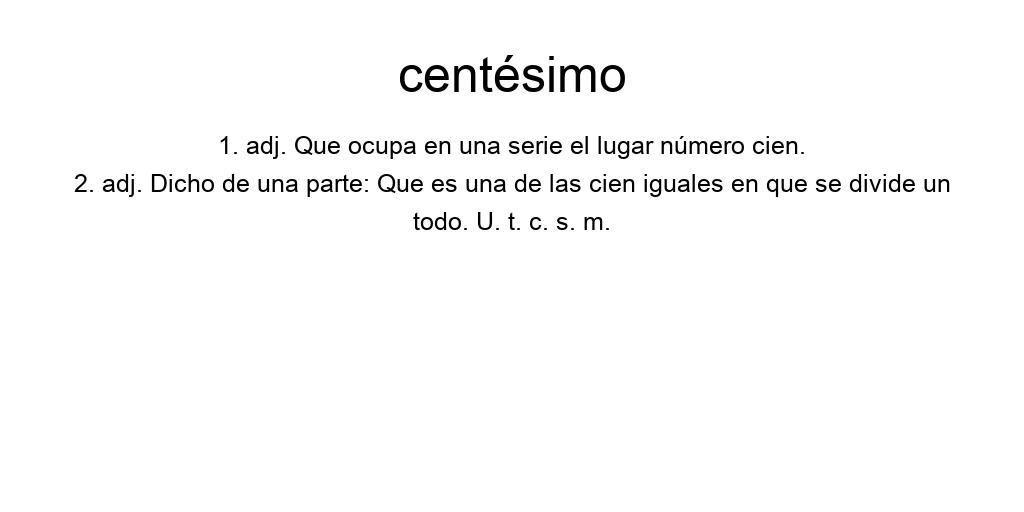 centésimo
1. adj. Que ocupa en una serie el lugar número cien.
2. adj. Dicho de una parte: Que es una de las cien iguales en que se divide un
todo. U. t. c. s. m.